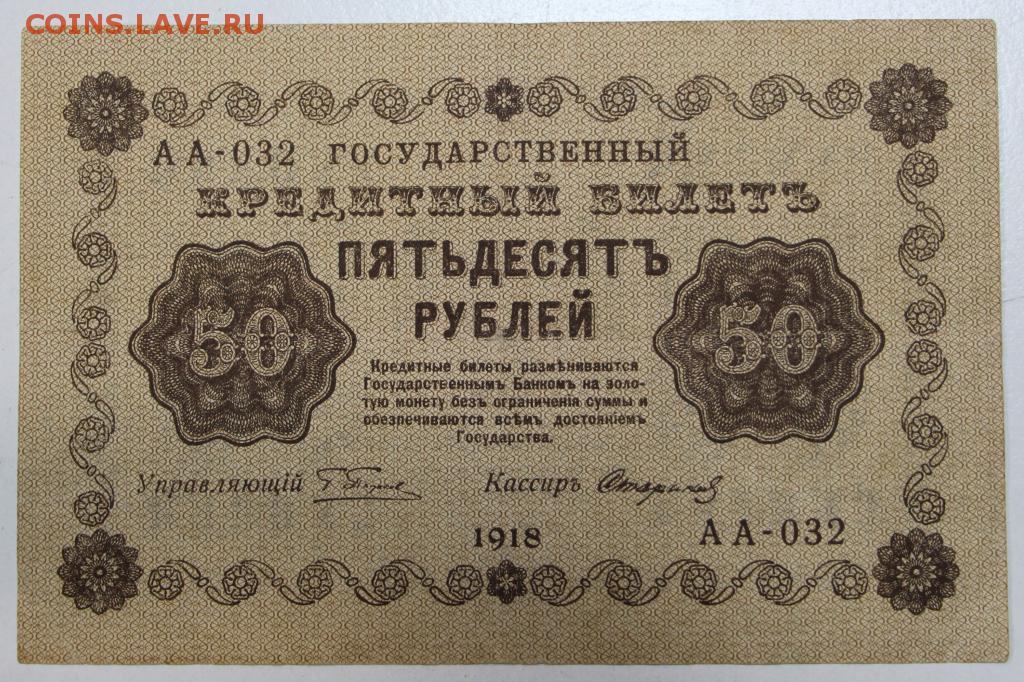 COINS.LAVE.RU
АА-032 ГОСУДАРСТВЕННЫЙ
КРЕДИТНЫЙ БИЛЕТЪ
ПЯТЬДЕСЯТЪ
РУБЛЕЙ
50 50
Кредитные билеты размѣниваются
Государственнымъ Банкомъ на золо-
тую монету безъ ограниченія суммы и
обезпечиваются всѣмъ достояніемъ
Государства.
Управляющій Кассиръ
1918 АА-032